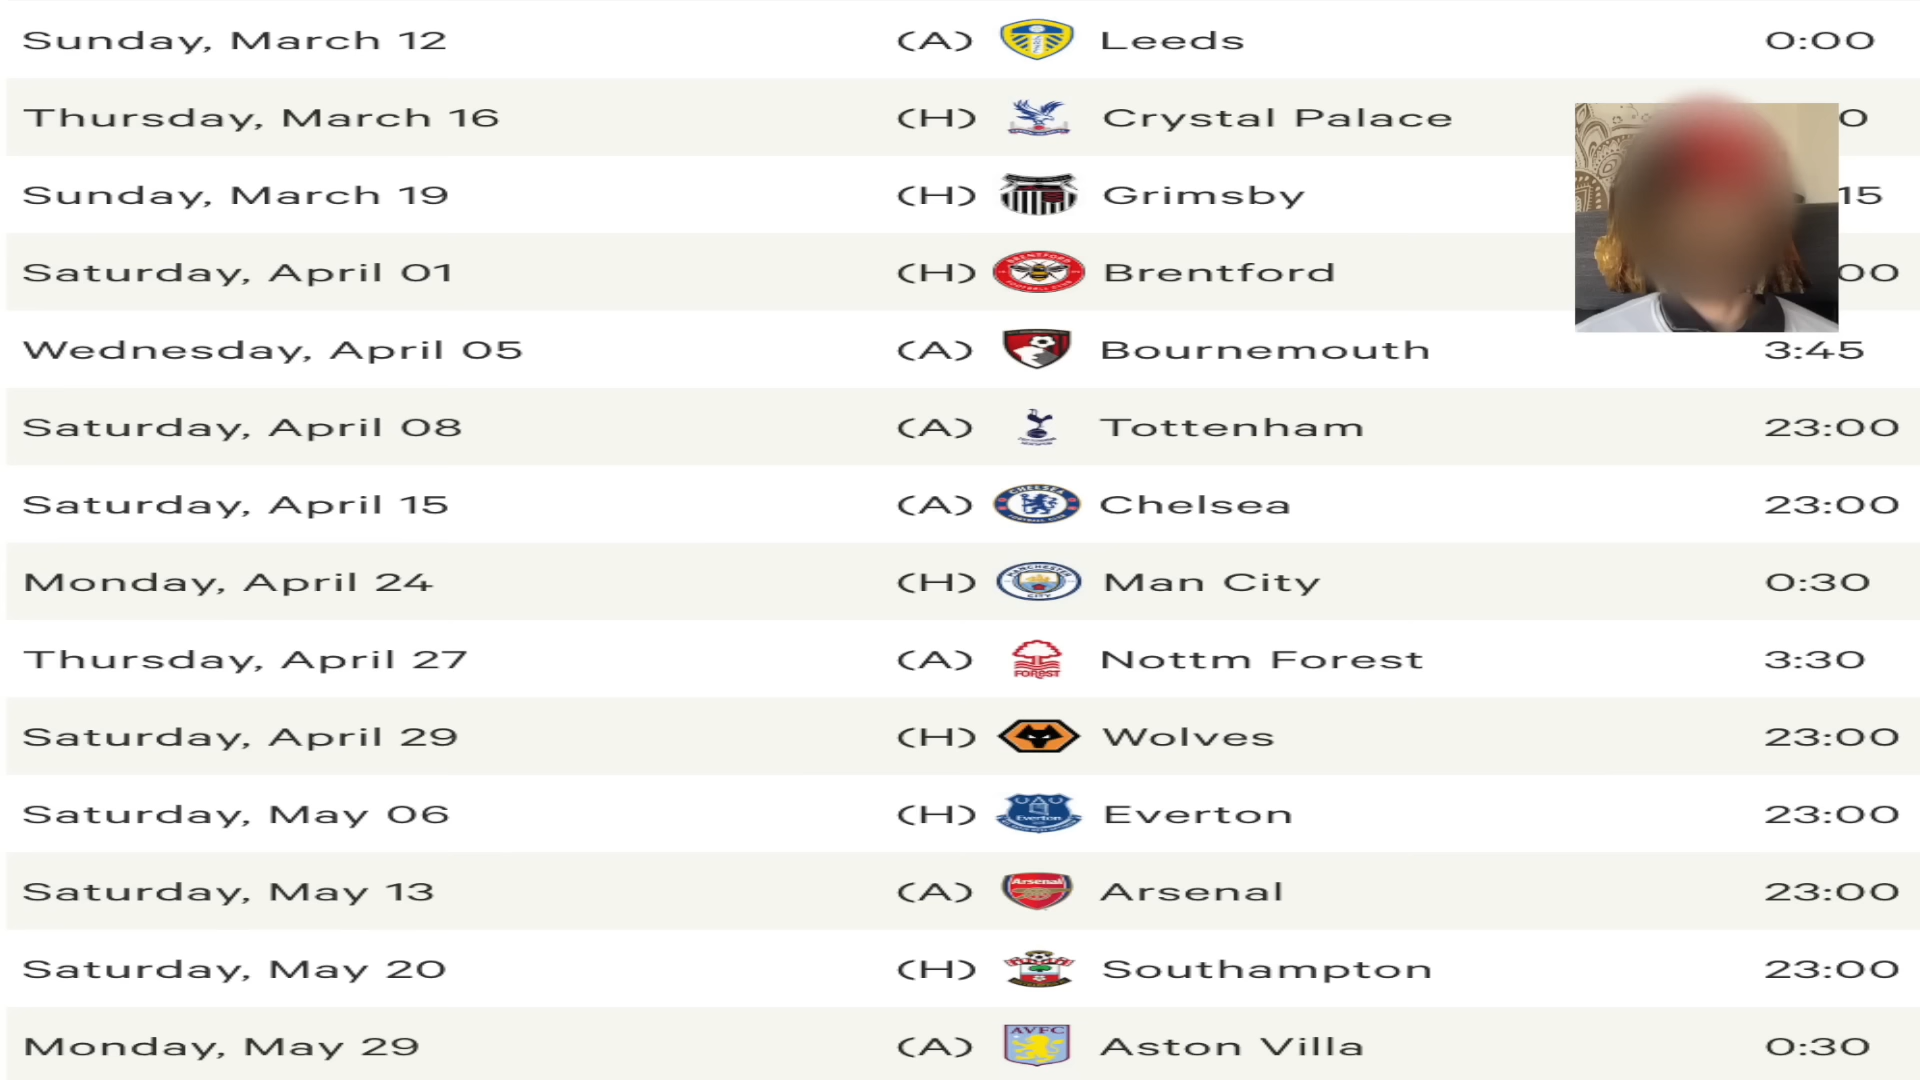 Sunday, March 12 (A) Leeds 0:00
Thursday, March 16 (H) Crystal Palace 0
Sunday, March 19 (H) Grimsby 15
Saturday, April 01 (H) Brentford 00
Wednesday, April 05 (A) Bournemouth 3:45
Saturday, April 08 (A) Tottenham 23:00
Saturday, April 15 (A) Chelsea 23:00
Monday, April 24 (H) Man City 0:30
Thursday, April 27 (A) Nottm Forest 3:30
Saturday, April 29 (H) Wolves 23:00
Saturday, May 06 (H) Everton 23:00
Saturday, May 13 (A) Arsenal 23:00
Saturday, May 20 (H) Southampton 23:00
Monday, May 29 (A) Aston Villa 0:30